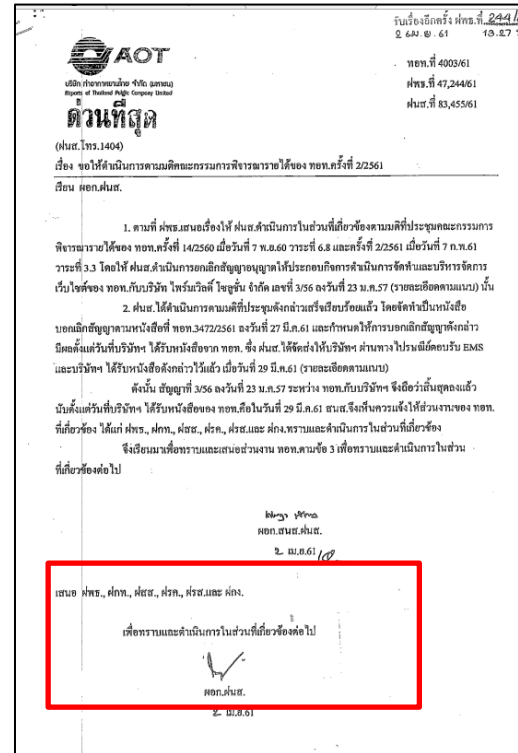 รับเรื่องอีกครั้ง ฝพธ.ที่ 244/
2 เม.ย. 61 13.27
AOT
บริษัท ท่าอากาศยานไทย จำกัด (มหาชน)
Airports of Thailand Public Company Limited
ด่วนที่สุด
ทอท.ที่ 4003/61
ฝพธ.ที่ 47,244/61
ฝนส.ที่ 83,455/61
(ฝนส.โทร.1404)
เรื่อง ขอให้ดำเนินการตามมติคณะกรรมการพิจารณารายได้ของ ทอท.ครั้งที่ 2/2561
เรียน ผอก.ฝนส.
1. ตามที่ ฝพธ.เสนอเรื่องให้ ฝนส.ดำเนินการในส่วนที่เกี่ยวข้องตามมติที่ประชุมคณะกรรมการ
พิจารณารายได้ของ ทอท.ครั้งที่ 14/2560 เมื่อวันที่ 7 พ.ย.60 วาระที่ 6.8 และครั้งที่ 2/2561 เมื่อวันที่ 7 ก.พ.61
วาระที่ 3.3 โดยให้ ฝนส.ดำเนินการยกเลิกสัญญาอนุญาตให้ประกอบกิจการดำเนินการจัดทำและบริหารจัดการ
เว็บไซต์ของ ทอท.กับบริษัท ไพร์มเวิลด์ โซลูชั่น จำกัด เลขที่ 3/56 ลงวันที่ 23 ม.ค.57 (รายละเอียดตามแนบ) นั้น
2. ฝนส.ได้ดำเนินการตามมติที่ประชุมดังกล่าวเสร็จเรียบร้อยแล้ว โดยจัดทำเป็นหนังสือ
บอกเลิกสัญญาตามหนังสือที่ ทอท.3472/2561 ลงวันที่ 27 มี.ค.61 และกำหนดให้การบอกเลิกสัญญาดังกล่าว
มีผลตั้งแต่วันที่บริษัทฯ ได้รับหนังสือจาก ทอท. ซึ่ง ฝนส.ได้จัดส่งให้บริษัทฯ ผ่านทางไปรษณีย์ตอบรับ EMS
และบริษัทฯ ได้รับหนังสือดังกล่าวไว้แล้ว เมื่อวันที่ 29 มี.ค.61 (รายละเอียดตามแนบ)
ดังนั้น สัญญาที่ 3/56 ลงวันที่ 23 ม.ค.57 ระหว่าง ทอท.กับบริษัทฯ จึงถือว่าสิ้นสุดลงแล้ว
นับตั้งแต่วันที่บริษัทฯ ได้รับหนังสือของ ทอท.คือในวันที่ 29 มี.ค.61 สนส.จึงเห็นควรแจ้งให้ส่วนงานของ ทอท.
ที่เกี่ยวข้อง ได้แก่ ฝพธ., ฝกท., ฝสส., ฝรค., ฝรส.และ ฝกง.ทราบและดำเนินการในส่วนที่เกี่ยวข้อง
จึงเรียนมาเพื่อทราบและเสนอส่วนงาน ทอท.ตามข้อ 3 เพื่อทราบและดำเนินการในส่วน
ที่เกี่ยวข้องต่อไป
ผอก.สนส.ฝนส.
2 เม.ย.61
เสนอ ฝพธ., ฝกท., ฝสส., ฝรค., ฝรส.และ ฝกง.
เพื่อทราบและดำเนินการในส่วนที่เกี่ยวข้องต่อไป
ผอก.ฝนส.
2 เม.ย.61